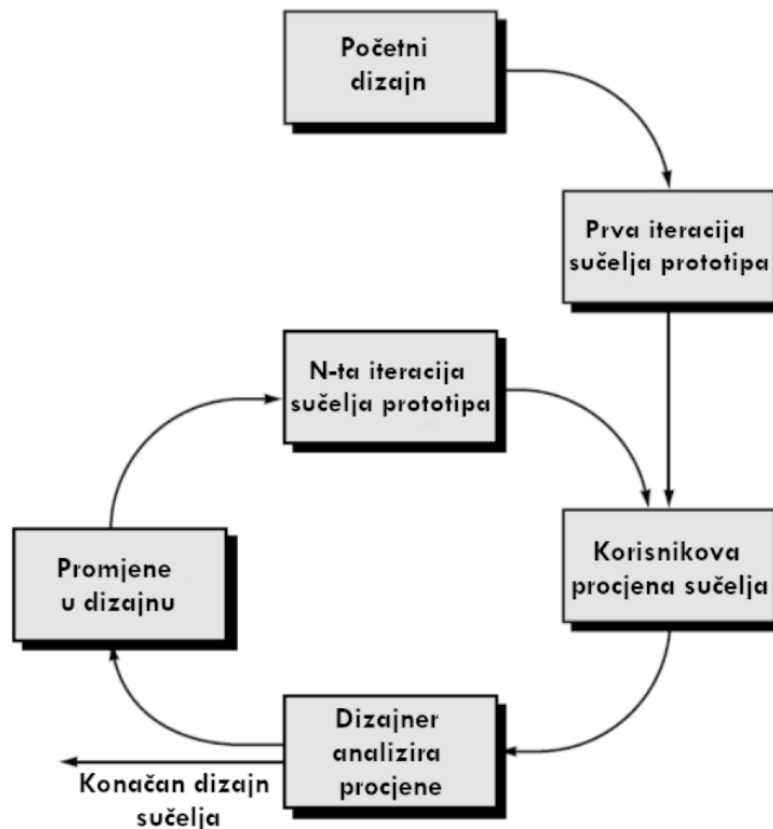 Početni
dizajn
Prva iteracija
sučelja prototipa
N-ta iteracija
sučelja prototipa
Korisnikova
procjena sučelja
Promjene
u dizajnu
Dizajner
analizira
procjene
Konačan dizajn
sučelja